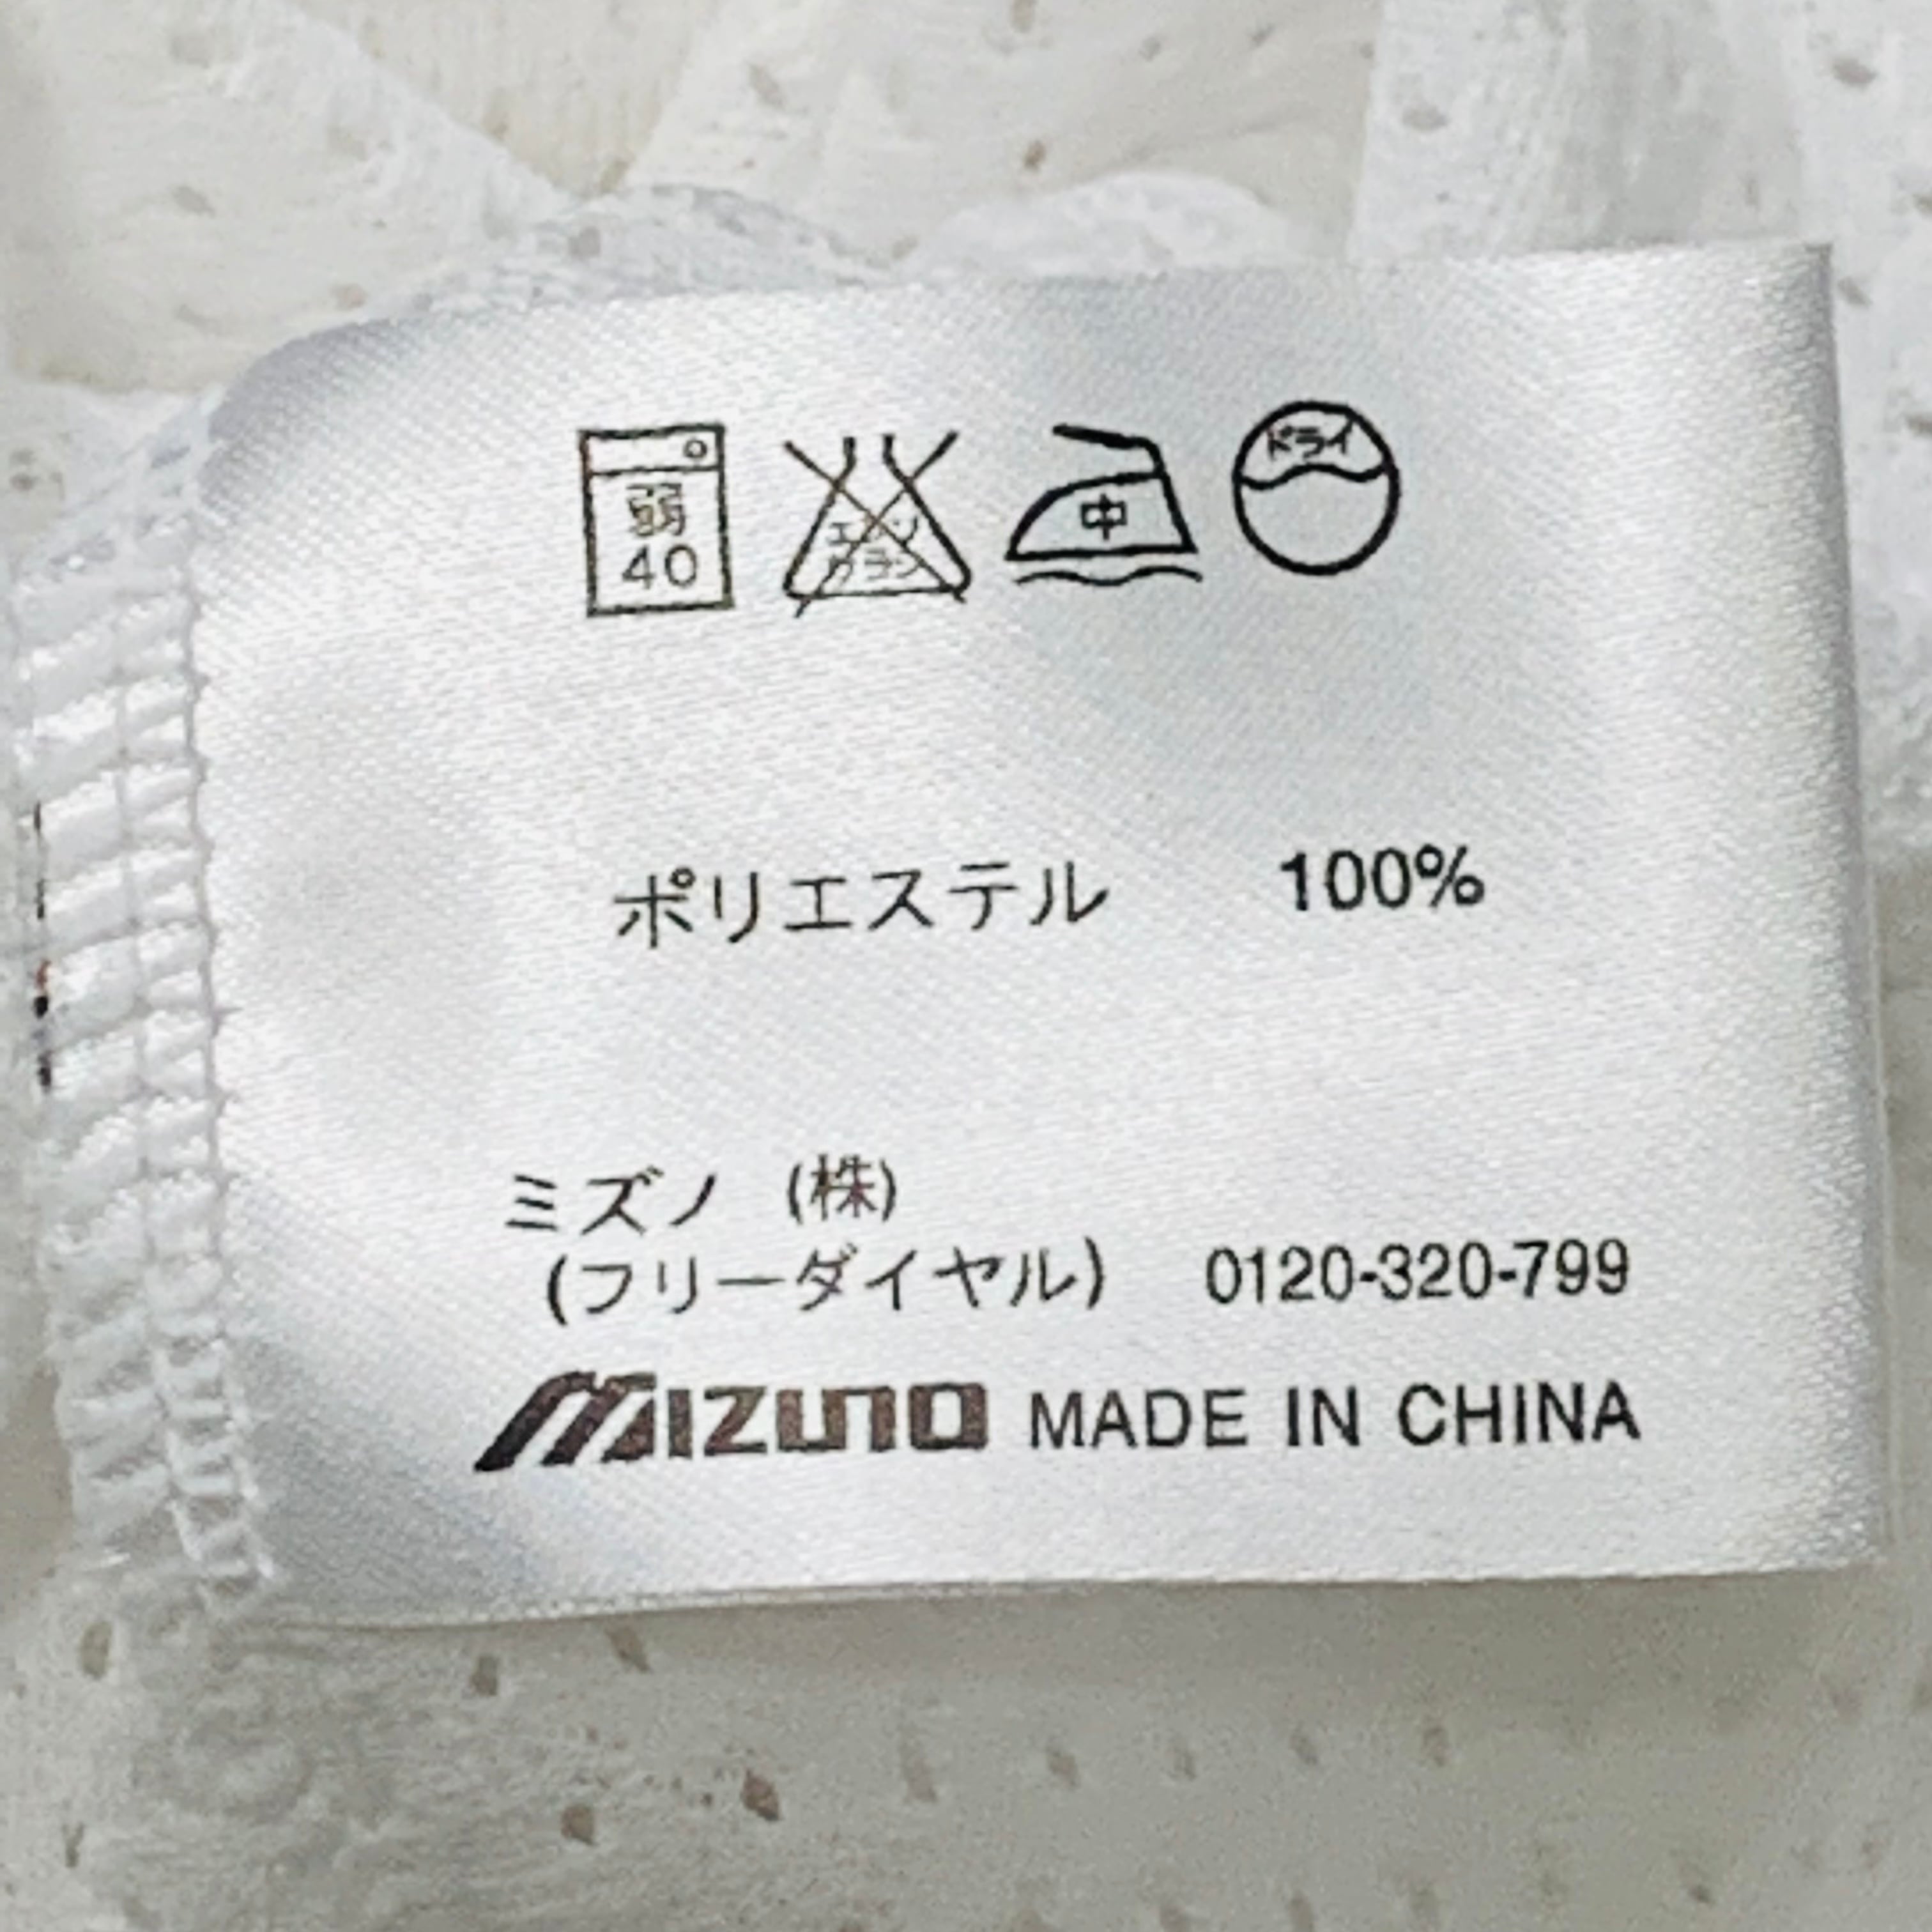 弱 40
エンソ
サラシ
中
ドライ
ポリエステル 100%
ミズノ (株)
(フリーダイヤル) 0120-320-799
MIZUNO MADE IN CHINA